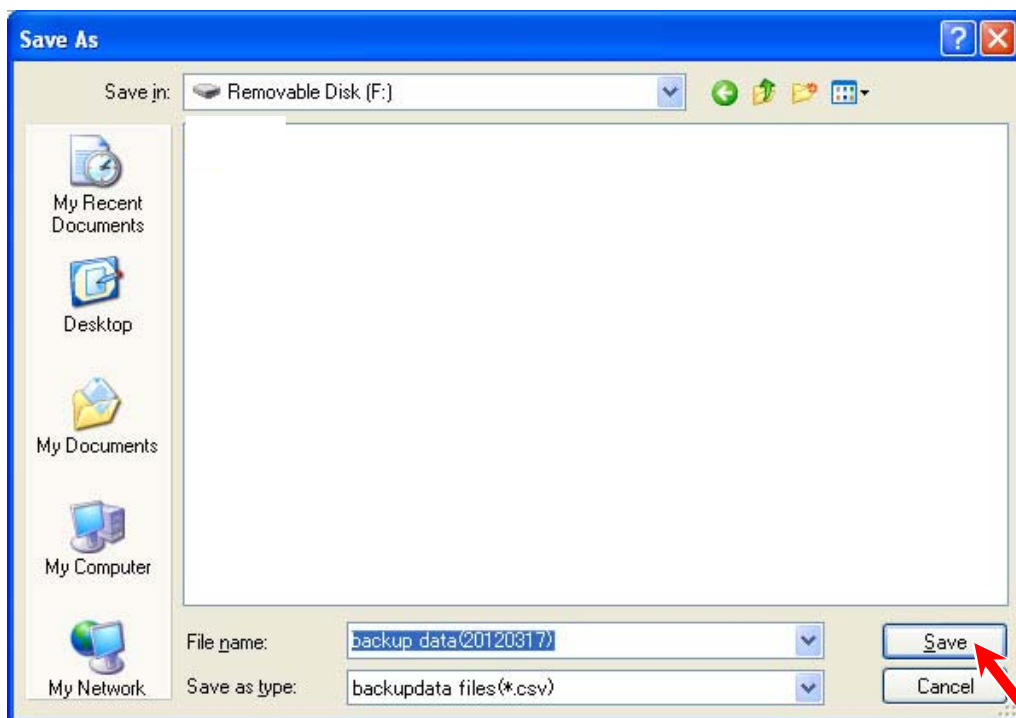 Save As
Save in:
Removable Disk (F:)
My Recent
Documents
Desktop
My Documents
My Computer
My Network
File name:
backup data(20120317)
Save
Save as type:
backupdata files(*.csv)
Cancel